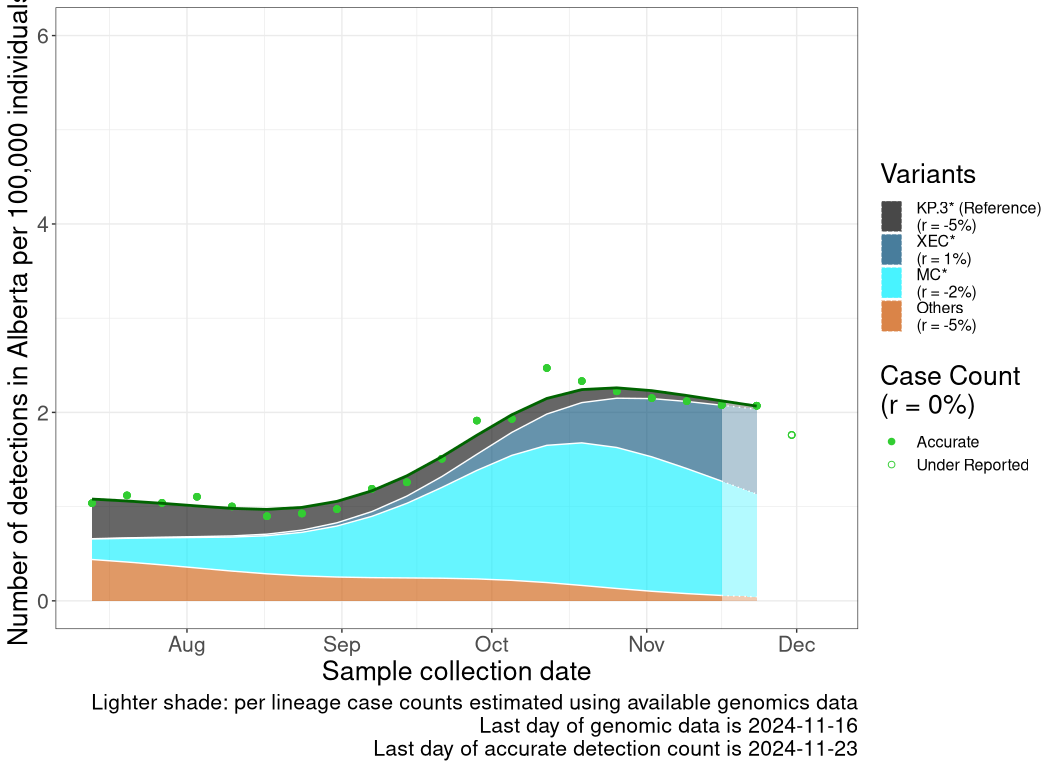 Number of detections in Alberta per 100,000 individuals
6
4
2
0
Aug Sep Oct Nov Dec
Sample collection date
Lighter shade: per lineage case counts estimated using available genomics data
Last day of genomic data is 2024-11-16
Last day of accurate detection count is 2024-11-23
Variants
KP.3* (Reference)
(r = -5%)
XEC*
(r = 1%)
MC*
(r = -2%)
Others
(r = -5%)
Case Count
(r = 0%)
Accurate
Under Reported